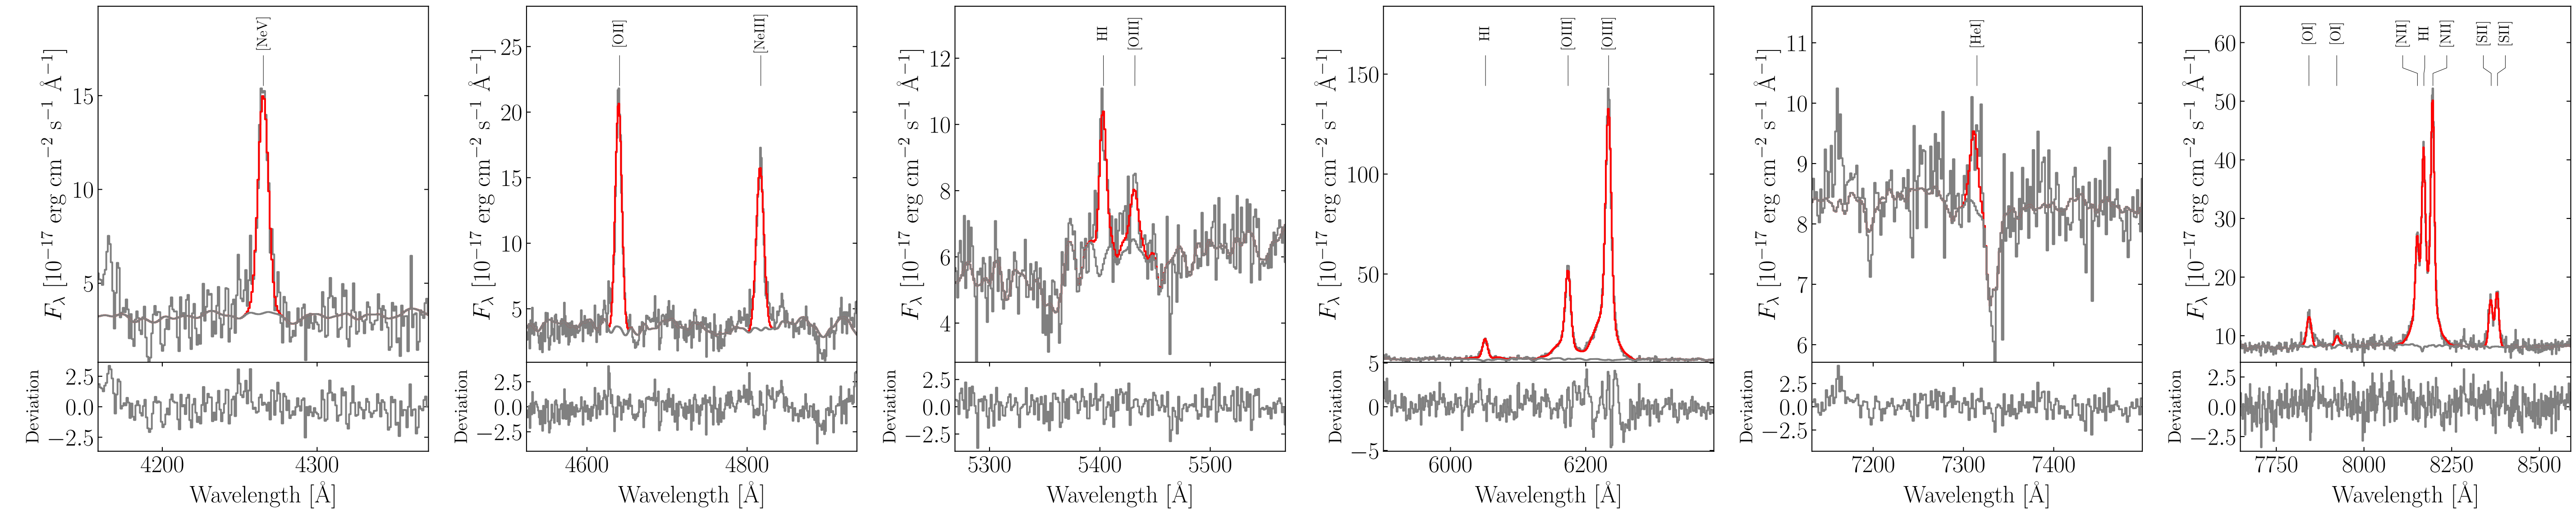 [NeV]
15
10
5
F_λ [10^−17 erg cm^−2 s^−1 Å^−1]
2.5
0.0
−2.5
Deviation
4200 4300
Wavelength [Å]
[OII] [NeIII]
25
20
15
10
5
F_λ [10^−17 erg cm^−2 s^−1 Å^−1]
2.5
0.0
−2.5
Deviation
4600 4800
Wavelength [Å]
HI [OIII]
12
10
8
6
4
F_λ [10^−17 erg cm^−2 s^−1 Å^−1]
2.5
0.0
−2.5
Deviation
5300 5400 5500
Wavelength [Å]
HI [OIII] [OIII]
150
100
50
F_λ [10^−17 erg cm^−2 s^−1 Å^−1]
5
0
−5
Deviation
6000 6200
Wavelength [Å]
[HeI]
11
10
9
8
7
6
F_λ [10^−17 erg cm^−2 s^−1 Å^−1]
2.5
0.0
−2.5
Deviation
7200 7300 7400
Wavelength [Å]
[OI] [OI] [NII] HI [NII] [SII] [SII]
60
50
40
30
20
10
F_λ [10^−17 erg cm^−2 s^−1 Å^−1]
2.5
0.0
−2.5
Deviation
7750 8000 8250 8500
Wavelength [Å]